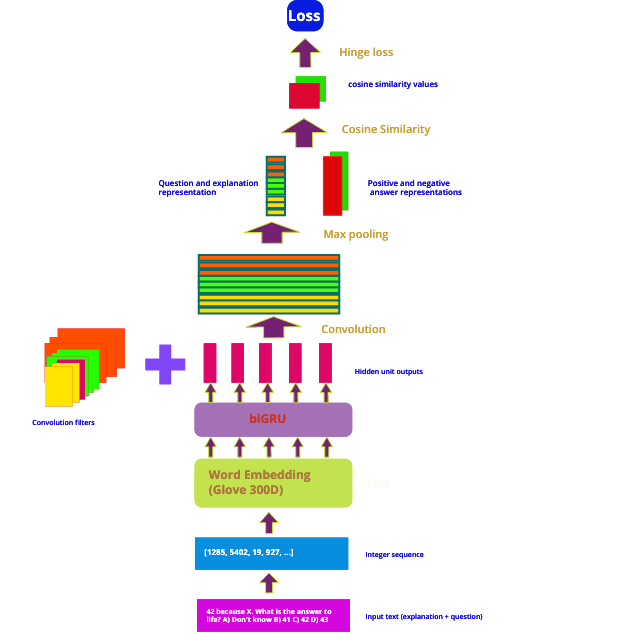 Loss
Hinge loss
cosine similarity values
Cosine Similarity
Question and explanation
representation
Positive and negative
answer representations
Max pooling
Convolution
Hidden unit outputs
Convolution filters
biGRU
Word Embedding
(Glove 300D)
Text
[1285, 5402, 19, 927, ...]
Integer sequence
42 because X. What is the answer to
life? A) Don't know B) 41 C) 42 D) 43
Input text (explanation + question)